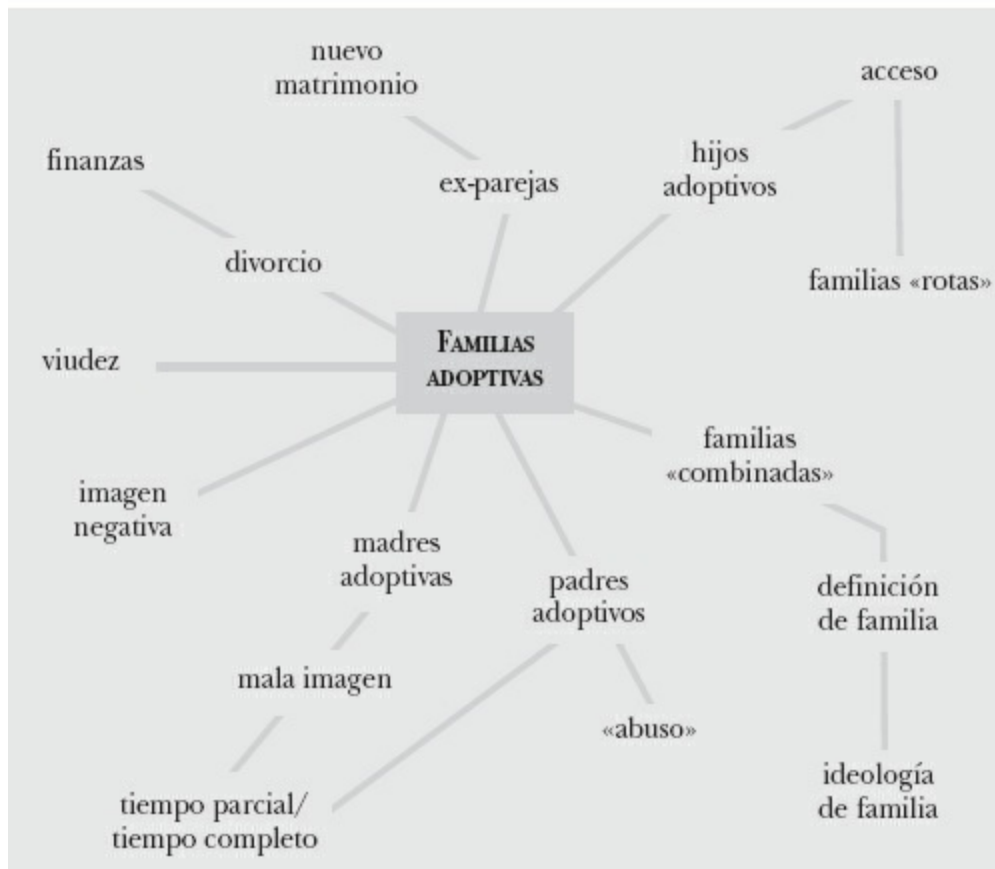 nuevo
matrimonio
acceso
finanzas
ex-parejas
hijos
adoptivos
divorcio
familias «rotas»
viudez
FAMILIAS
ADOPTIVAS
familias
«combinadas»
imagen
negativa
madres
adoptivas
padres
adoptivos
definición
de familia
mala imagen
«abuso»
tiempo parcial/
tiempo completo
ideología
de familia